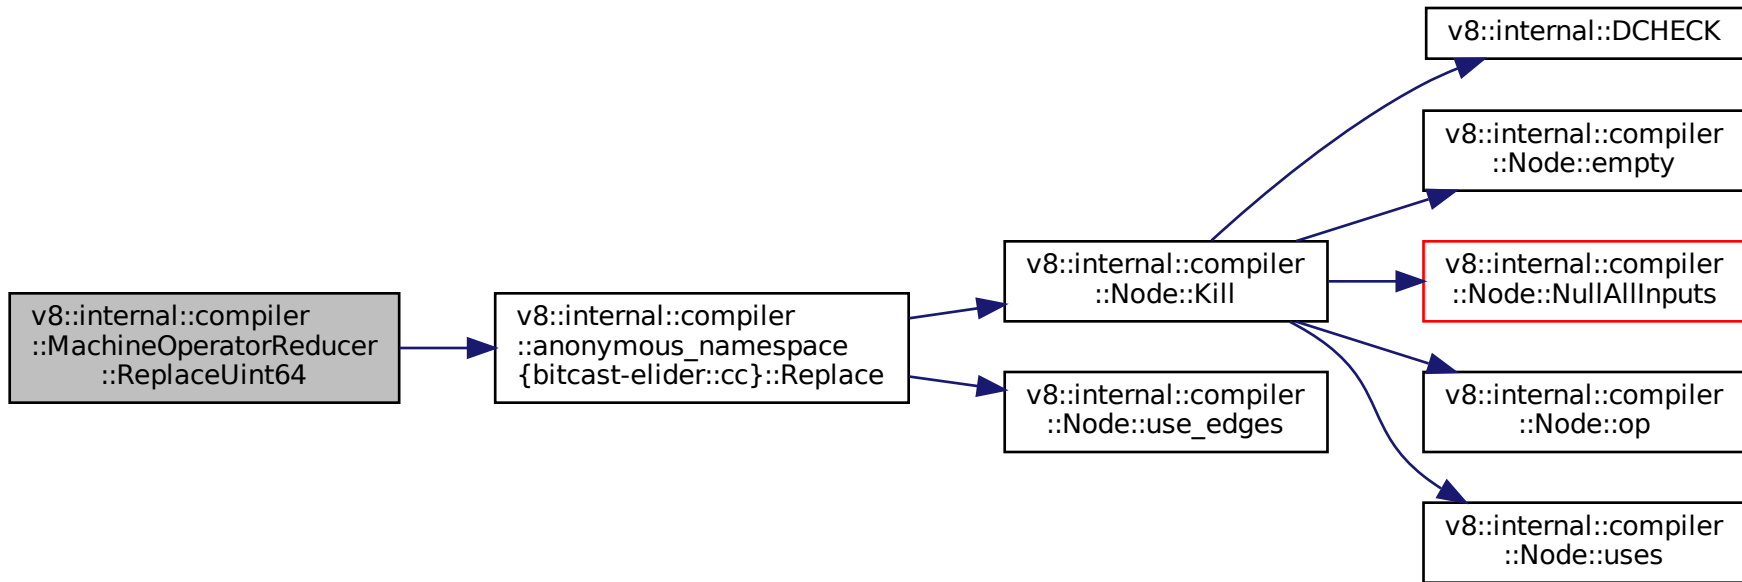 v8::internal::compiler
::MachineOperatorReducer
::ReplaceUint64
v8::internal::compiler
::anonymous_namespace
{bitcast-elider::cc}::Replace
v8::internal::compiler
::Node::Kill
v8::internal::compiler
::Node::use_edges
v8::internal::DCHECK
v8::internal::compiler
::Node::empty
v8::internal::compiler
::Node::NullAllInputs
v8::internal::compiler
::Node::op
v8::internal::compiler
::Node::uses